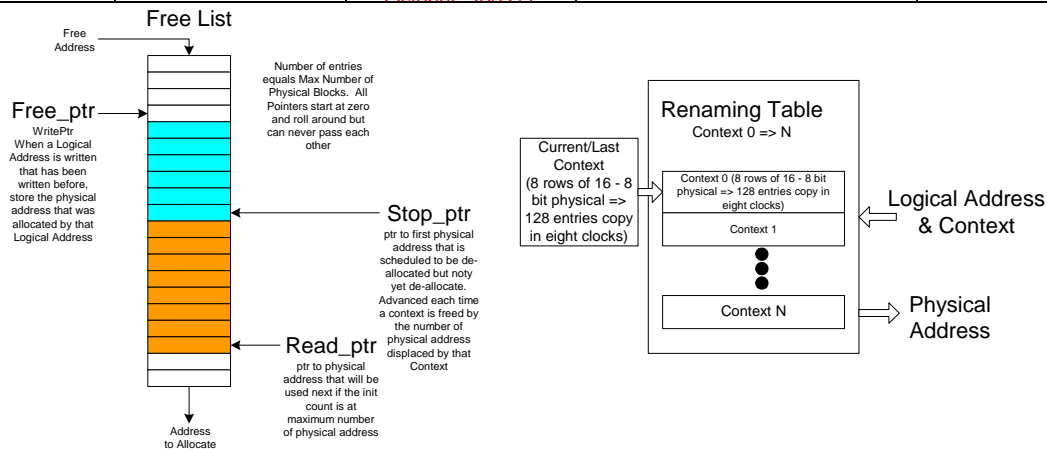 Free List
Free
Address
Number of entries
equals Max Number of
Physical Blocks. All
Pointers start at zero
and roll around but
can never pass each
other
Free_ptr
WritePtr
When a Logical
Address is written
that has been
written before,
store the physical
address that was
allocated by that
Logical Address
Stop_ptr
ptr to first physical
address that is
scheduled to be de-
allocated but noty
yet de-allocate.
Advanced each time
a context is freed by
the number of
physical address
displaced by that
Context
Read_ptr
ptr to physical
address that will be
used next if the init
count is at
maximum number
of physical address
Address
to Allocate
Renaming Table
Context 0 => N
Current/Last
Context
(8 rows of 16 - 8
bit physical =>
128 entries copy
in eight clocks)
Context 0 (8 rows of 16 - 8 bit
physical => 128 entries copy in
eight clocks)
Context 1
Context N
Logical Address
& Context
Physical
Address